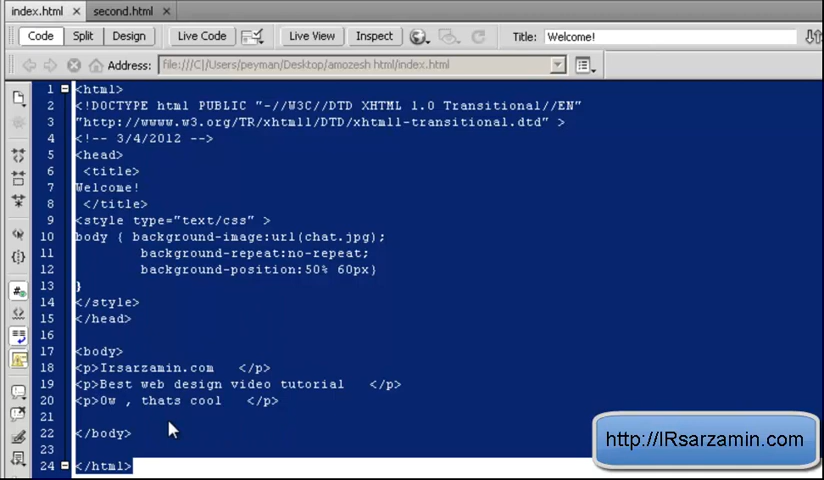 index.html × second.html ×
Code Split Design Live Code Live View Inspect Title: Welcome!
Address: file:///C|/Users/peyman/Desktop/amozesh html/index.html
1 <html>
2 <!DOCTYPE html PUBLIC "-//W3C//DTD XHTML 1.0 Transitional//EN"
3 "http://wwww.w3.org/TR/xhtml1/DTD/xhtml1-transitional.dtd" >
4 <!-- 3/4/2012 -->
5 <head>
6 <title>
7 Welcome!
8 </title>
9 <style type="text/css" >
10 body { background-image:url(chat.jpg);
11 background-repeat:no-repeat;
12 background-position:50% 60px)
13 }
14 </style>
15 </head>
16
17 <body>
18 <p>Irsarzamin.com </p>
19 <p>Best web design video tutorial </p>
20 <p>Ow , thats cool </p>
21
22 </body>
23
24 </html>
http://IRsarzamin.com